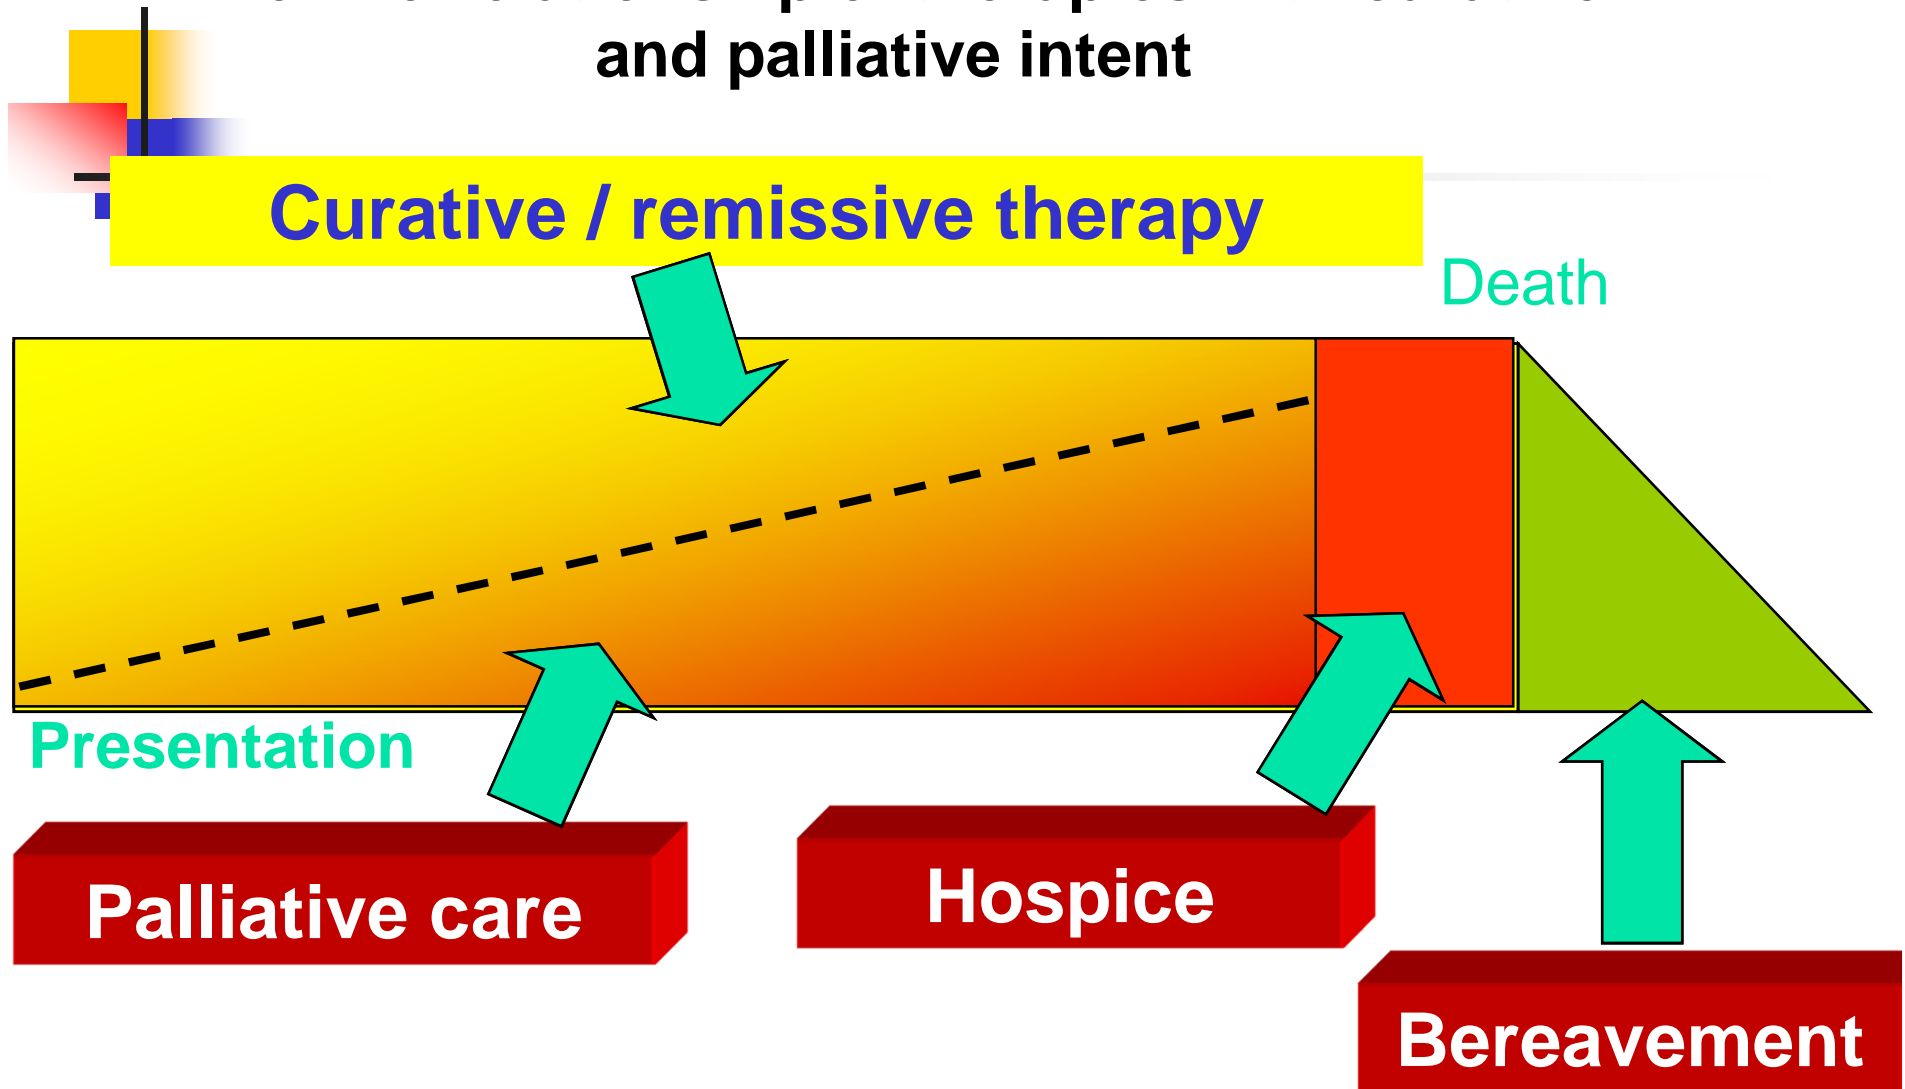 and palliative intent
Curative / remissive therapy
Death
Presentation
Palliative care
Hospice
Bereavement